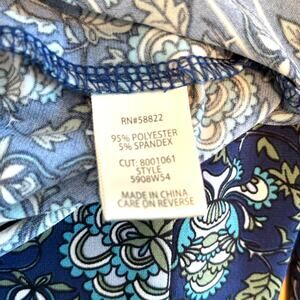 RN#58822
95% POLYESTER
5% SPANDEX
CUT: 8001061
STYLE
5908W54
MADE IN CHINA
CARE ON REVERSE